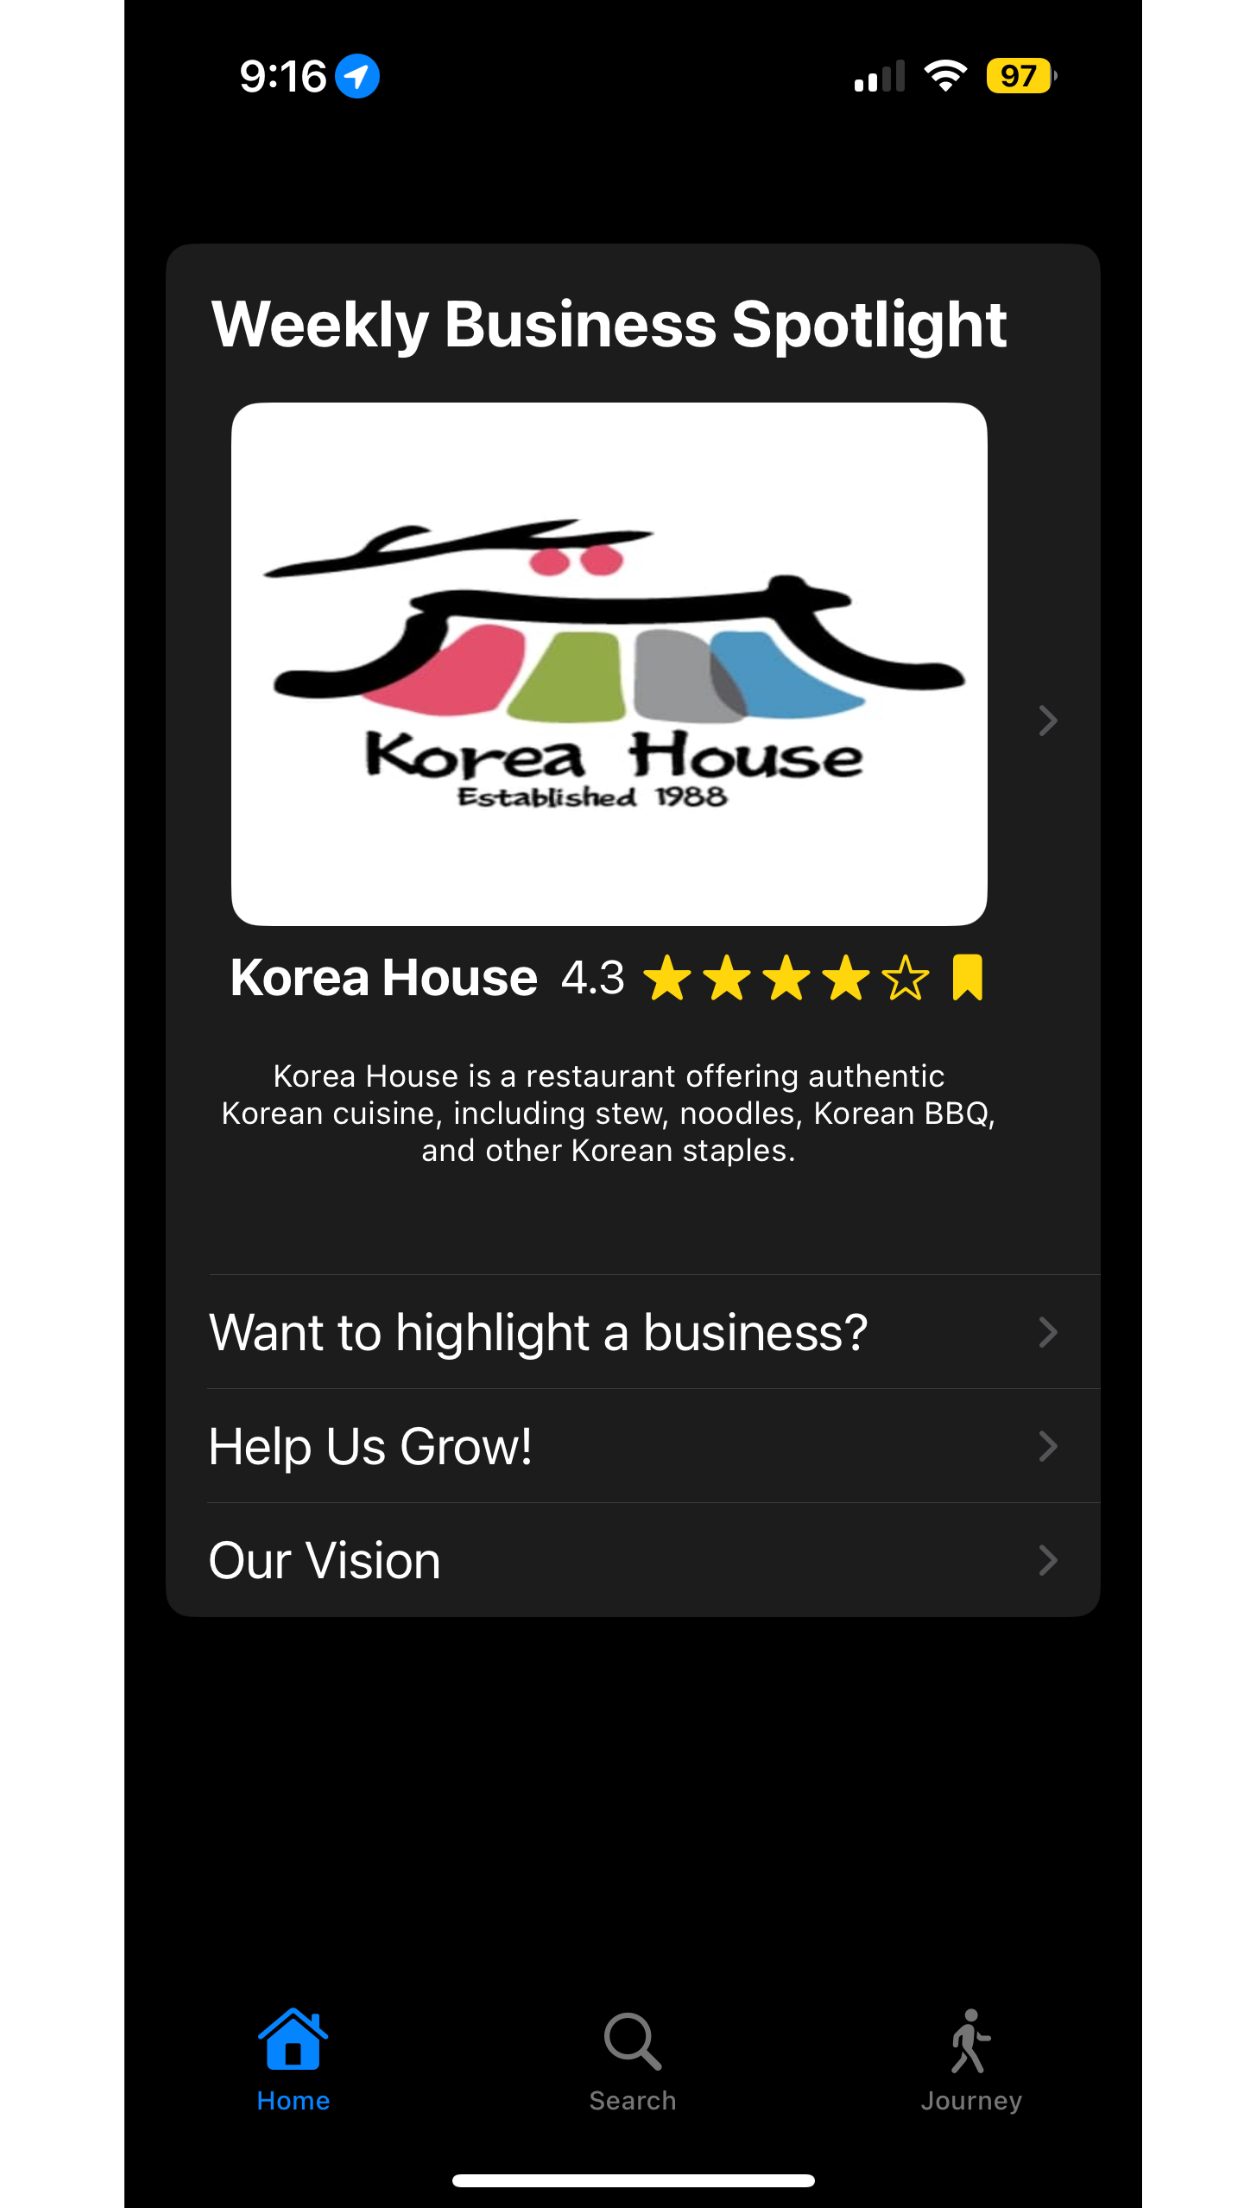 9:16
97
Weekly Business Spotlight
Korea House
Established 1988
Korea House 4.3
Korea House is a restaurant offering authentic
Korean cuisine, including stew, noodles, Korean BBQ,
and other Korean staples.
Want to highlight a business?
Help Us Grow!
Our Vision
Home
Search
Journey